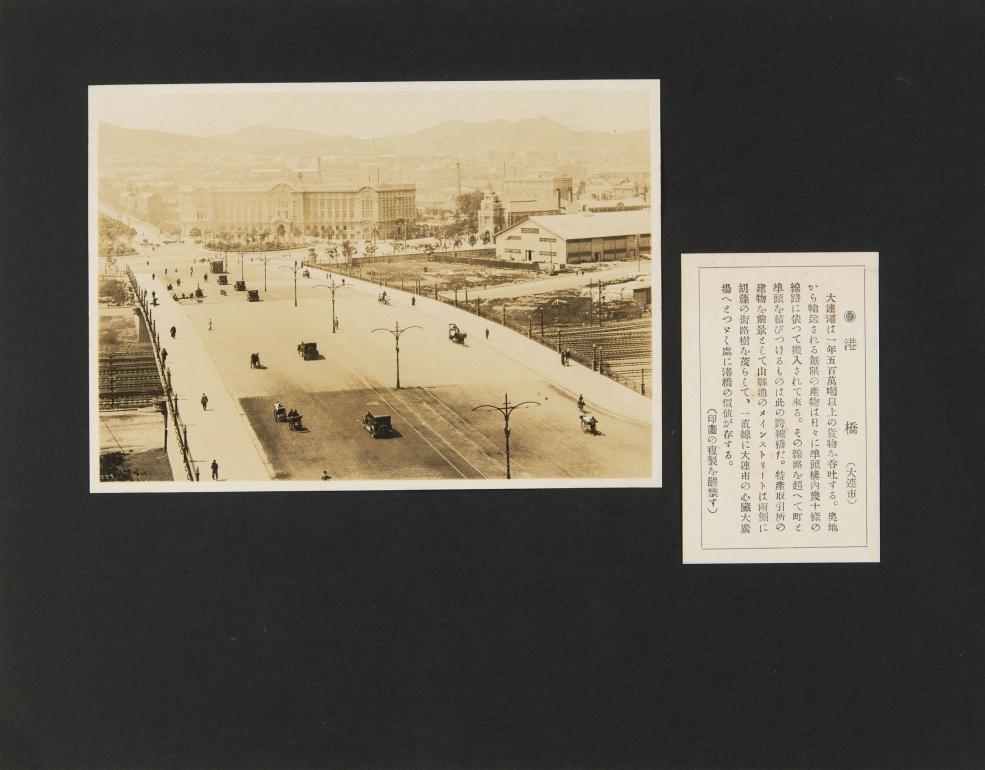 港橋 (大連市)
大連港は一年五百萬噸以上の貨物を呑吐する。奥地
から輸送される無限の產物は日々に埠頭構內幾十條の
線路に依つて搬入されて來る。その線路を超へて町と
埠頭を結びつけるものは此の跨線橋だ。特產取引所の
建物を前景として山縣通のメインストリートは兩側に
胡藤の街路樹を茂らして、一直線に大連市の心臟大廣
場へとつゞく處に港橋の價値が存する。
(印畫の複製を嚴禁す)